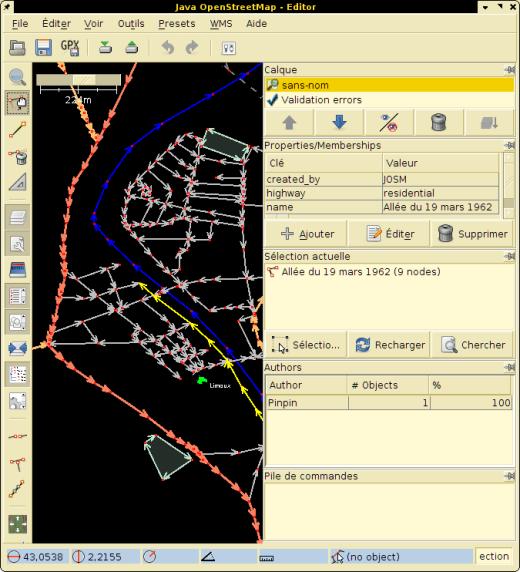 Java OpenStreetMap - Editor
File Éditer Voir Outils Presets WMS Aide
GPX
224m
Limoux
Calque
sans-nom
Validation errors
Properties/Memberships
Clé Valeur
created_by JOSM
highway residential
name Allée du 19 mars 1962
Ajouter Éditer Supprimer
Sélection actuelle
Allée du 19 mars 1962 (9 nodes)
Sélectio... Recharger Chercher
Authors
Author # Objects %
Pinpin 1 100
Pile de commandes
43,0538 2,2155 (no object) ection